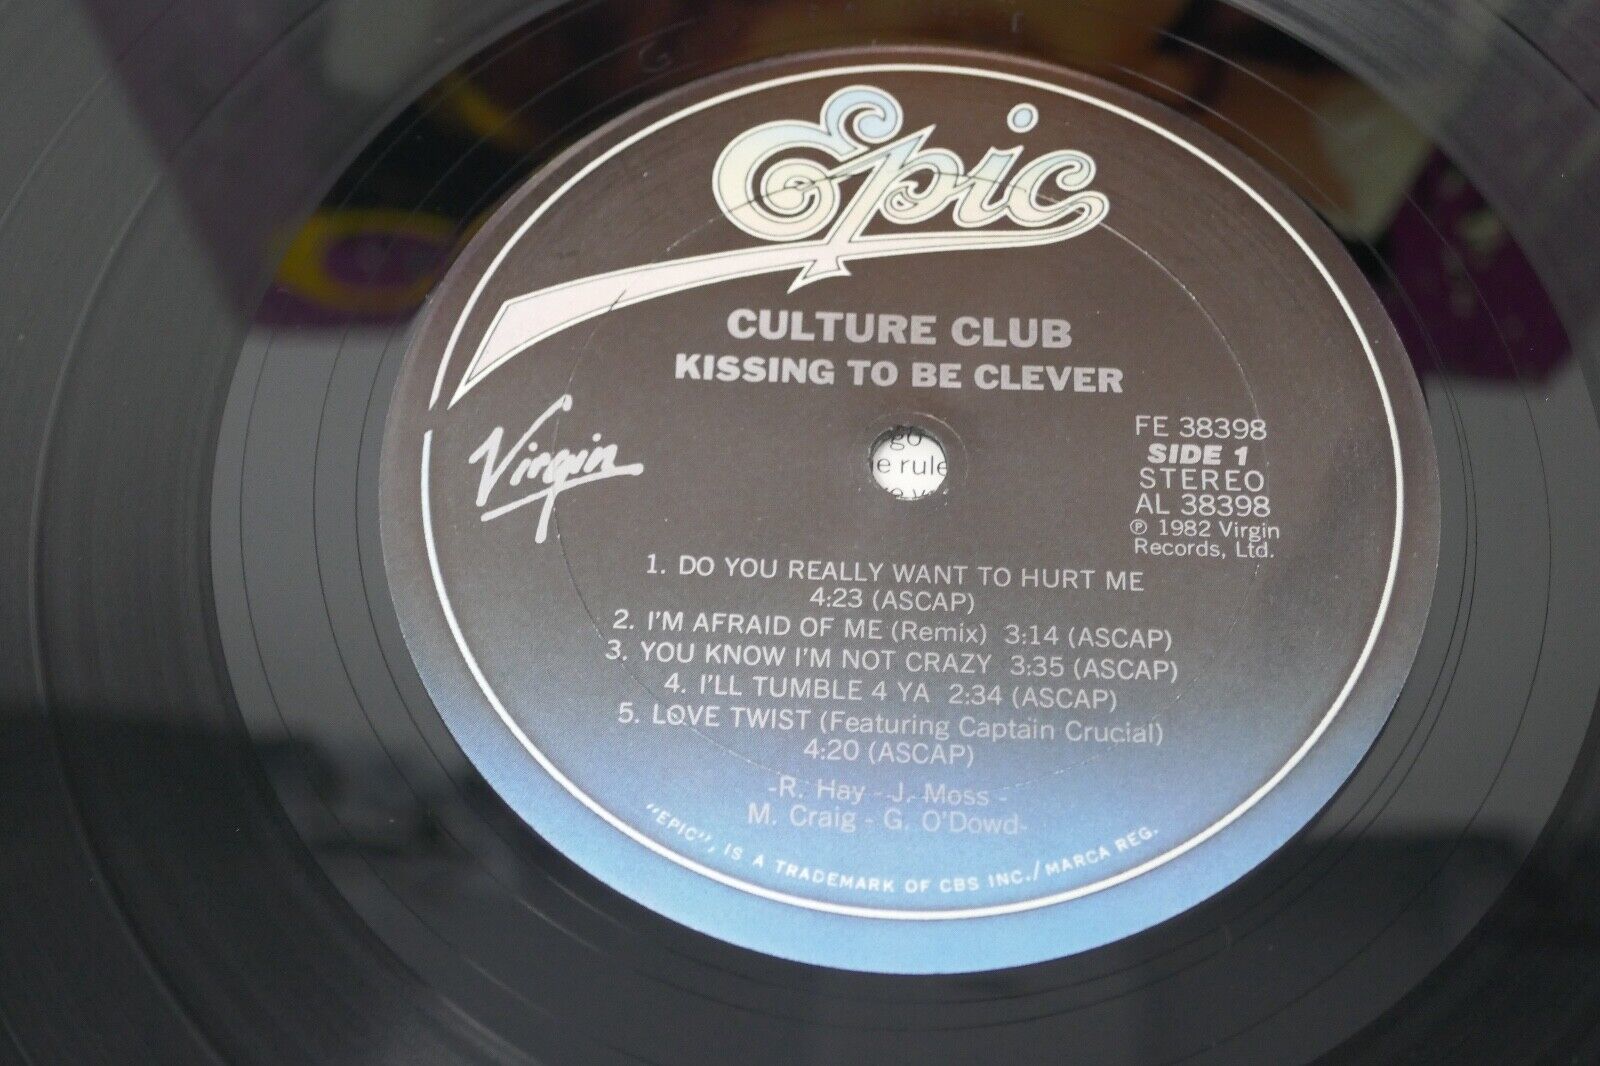 Epic
CULTURE CLUB
KISSING TO BE CLEVER
Virgin
FE 38398
SIDE 1
STEREO
AL 38398
℗ 1982 Virgin
Records, Ltd.
go
e rule
1. DO YOU REALLY WANT TO HURT ME
4:23 (ASCAP)
2. I'M AFRAID OF ME (Remix) 3:14 (ASCAP)
3. YOU KNOW I'M NOT CRAZY 3:35 (ASCAP)
4. I'LL TUMBLE 4 YA 2:34 (ASCAP)
5. LOVE TWIST (Featuring Captain Crucial)
4:20 (ASCAP)
-R. Hay - J. Moss -
M. Craig - G. O'Dowd-
"EPIC", IS A TRADEMARK OF CBS INC./MARCA REG.